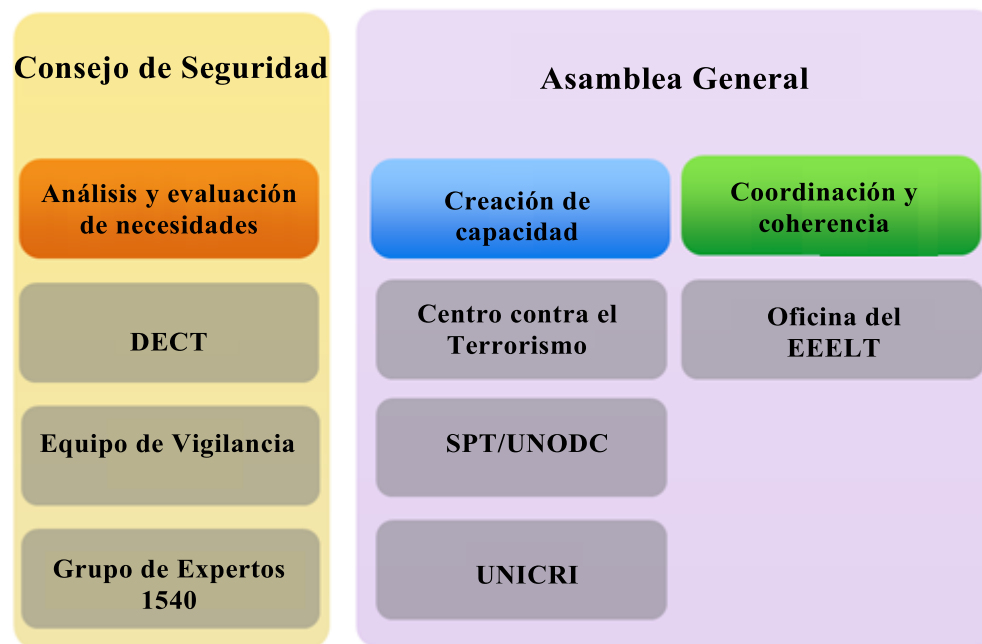 Consejo de Seguridad
Análisis y evaluación
de necesidades
DECT
Equipo de Vigilancia
Grupo de Expertos
1540
Asamblea General
Creación de
capacidad
Centro contra el
Terrorismo
SPT/UNODC
UNICRI
Coordinación y
coherencia
Oficina del
EEELT